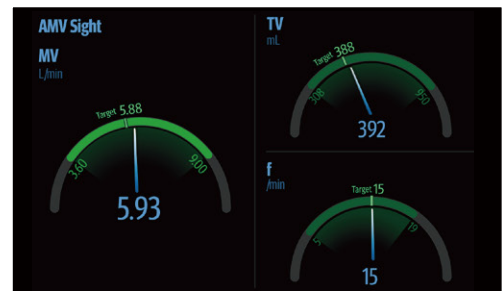 AMV Sight
MV
L/min
Target 5.88
3.60
9.00
5.93
TV
mL
Target 388
308
950
392
f
/min
Target 15
5
19
15